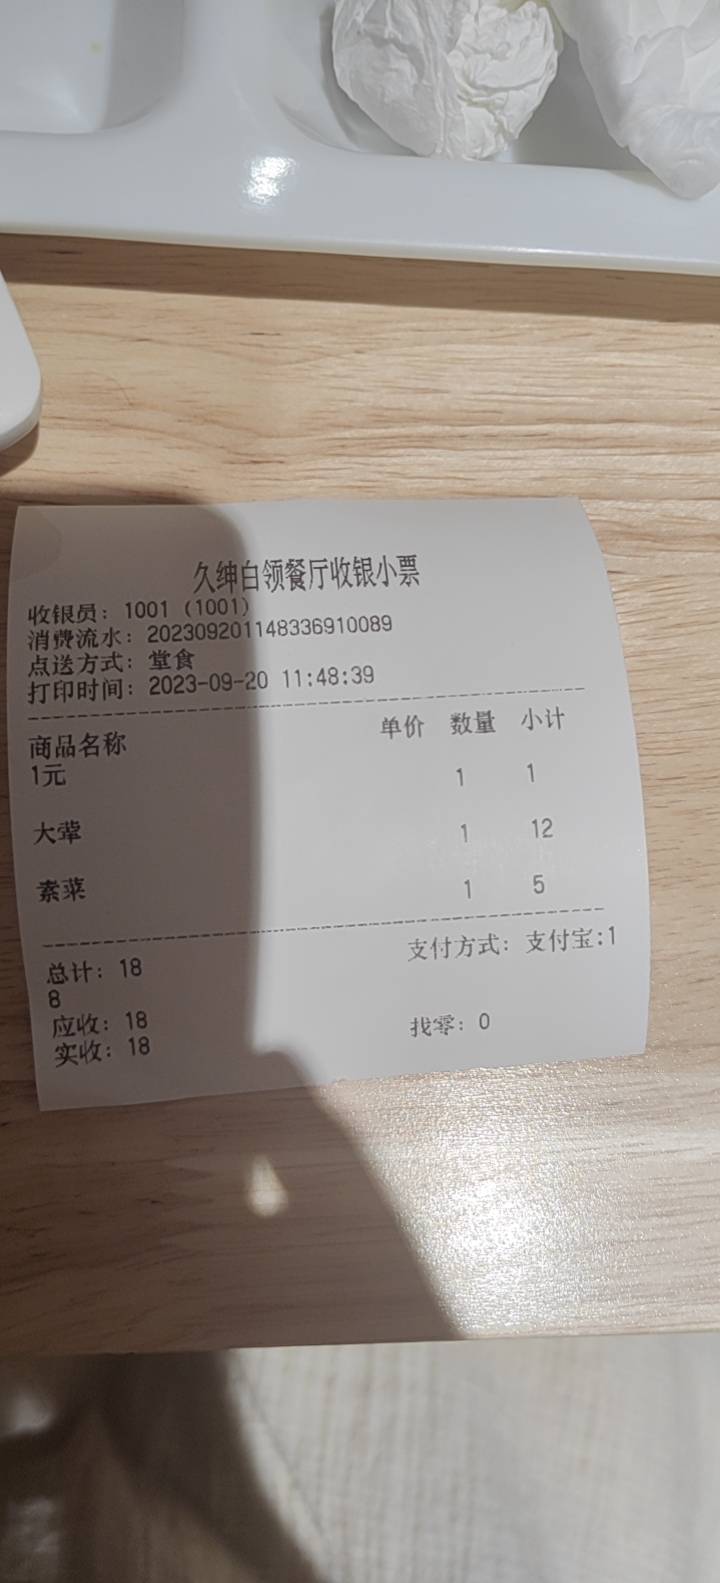 久绅白领餐厅收银小票
收银员：1001 (1001)
消费流水：202309201148336910089
点送方式：堂食
打印时间：2023-09-20 11:48:39
商品名称 单价 数量 小计
1元 1 1
大荤 1 12
素菜 1 5
总计：18 支付方式：支付宝:1
8
应收：18 找零：0
实收：18